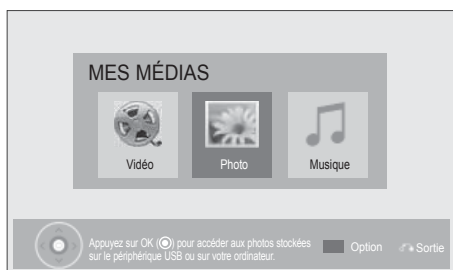 MES MÉDIAS
Vidéo
Photo
Musique
Appuyez sur OK (◉) pour accéder aux photos stockées
sur le périphérique USB ou sur votre ordinateur.
Option
Sortie